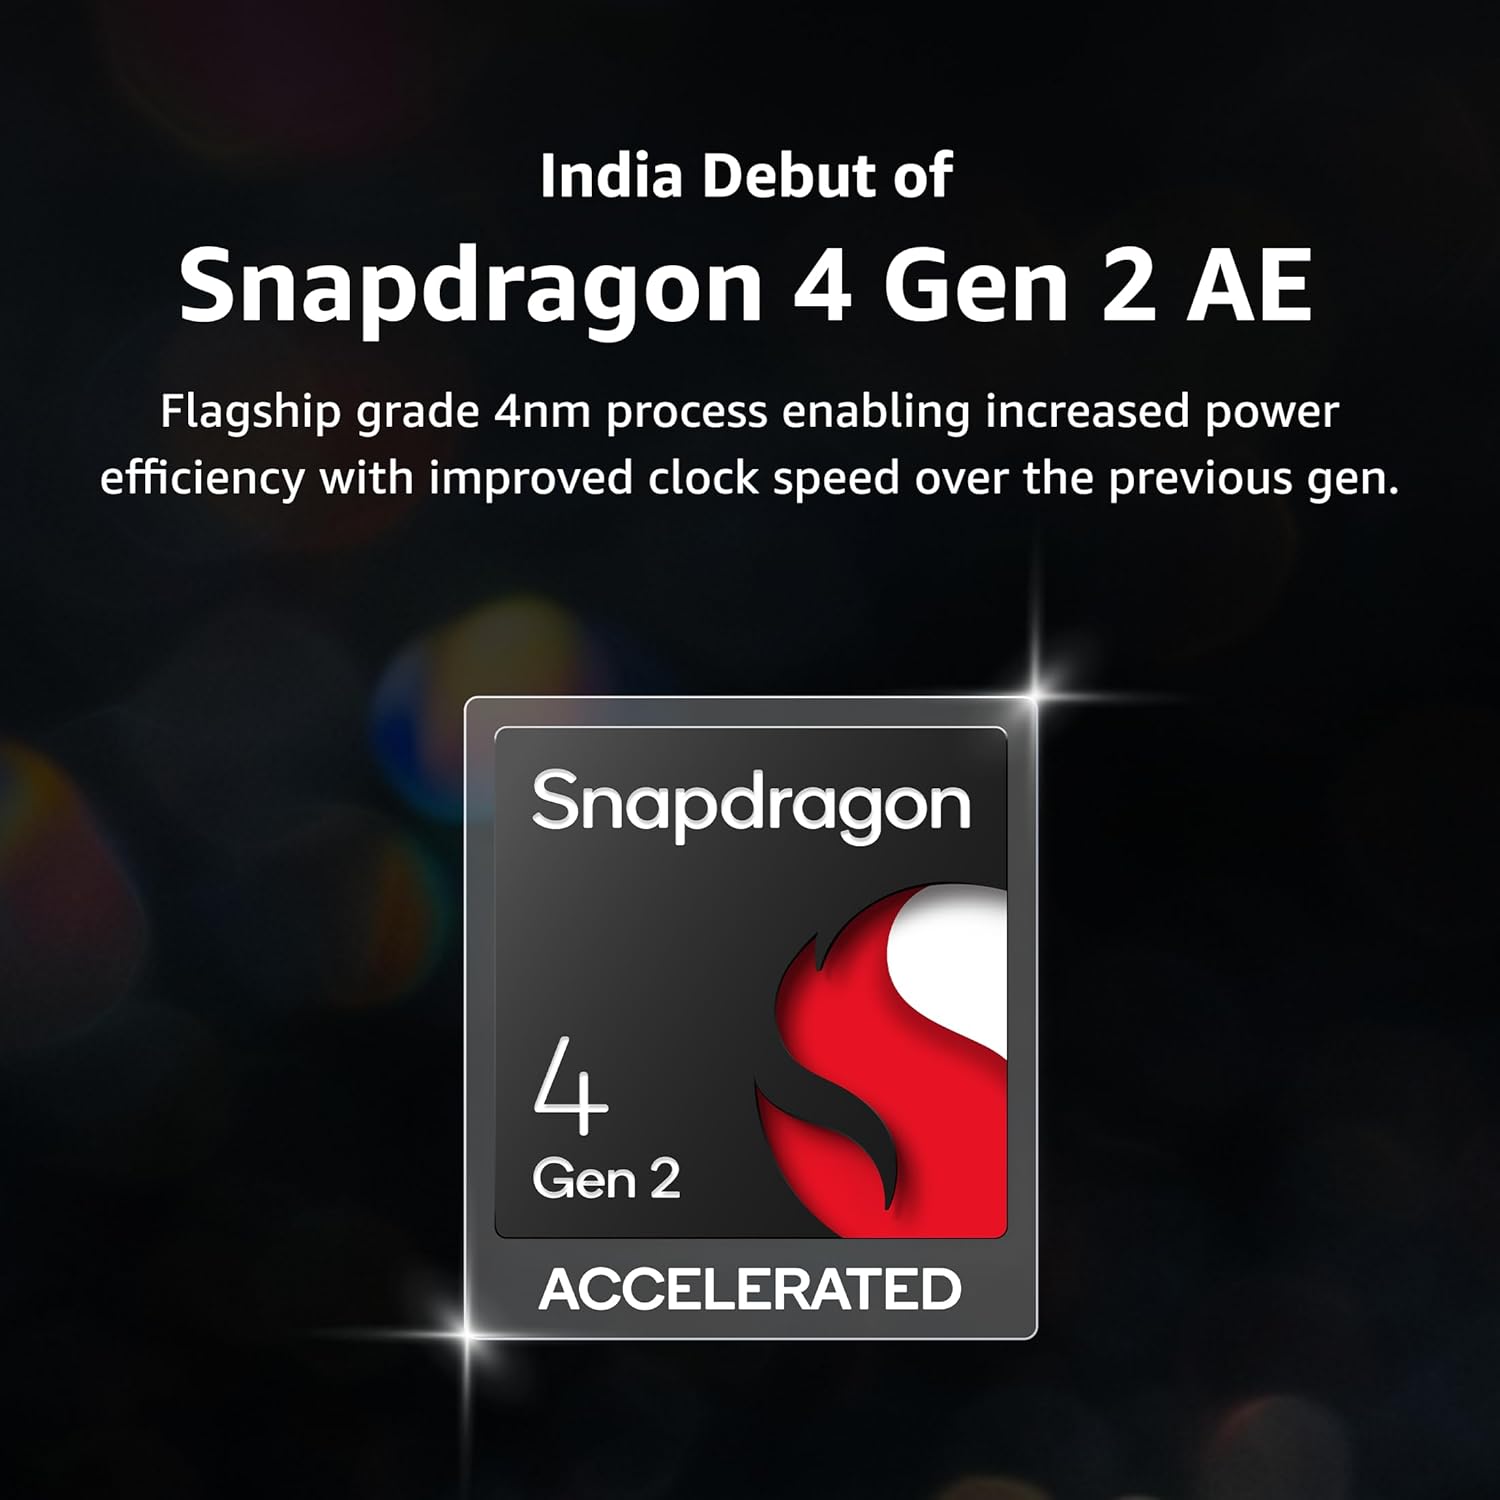 India Debut of
Snapdragon 4 Gen 2 AE
Flagship grade 4nm process enabling increased power
efficiency with improved clock speed over the previous gen.
Snapdragon
4
Gen 2
ACCELERATED